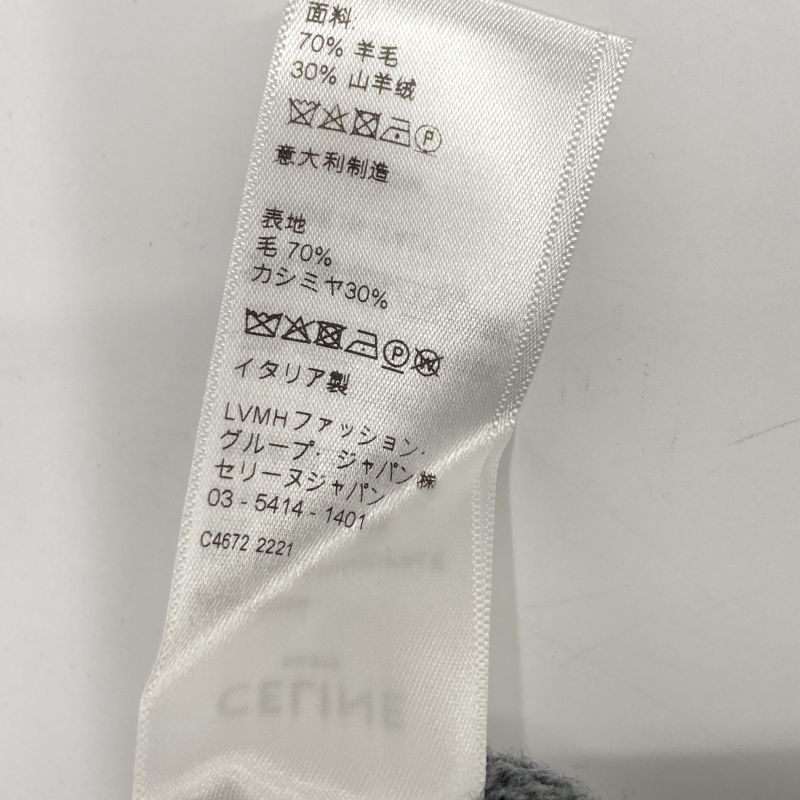 面料
70% 羊毛
30% 山羊绒
P
意大利制造
表地
毛 70%
カシミヤ30%
P W
イタリア製
LVMHファッション・
グループ・ジャパン㈱
セリーヌジャパン
03 - 5414 - 1401
C4672 2221
CELINE